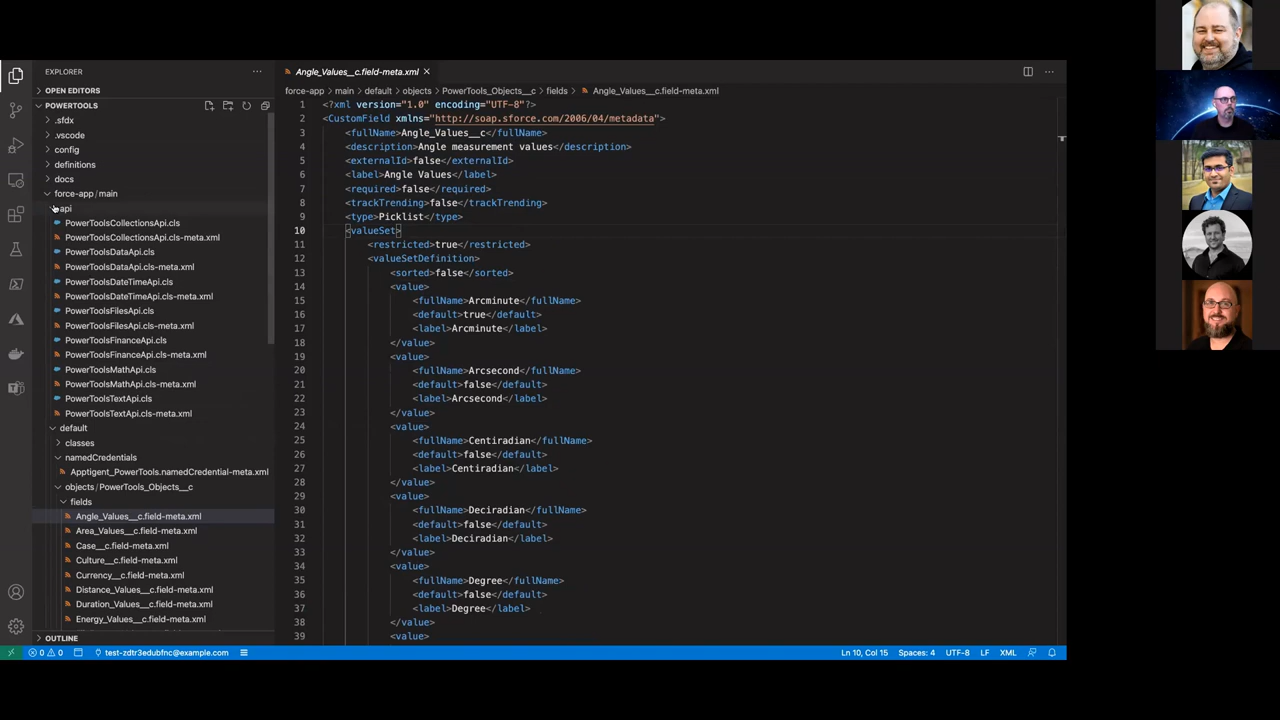 EXPLORER
OPEN EDITORS
POWERTOOLS
.sfdx
.vscode
config
definitions
docs
force-app / main
api
PowerToolsCollectionsApi.cls
PowerToolsCollectionsApi.cls-meta.xml
PowerToolsDataApi.cls
PowerToolsDataApi.cls-meta.xml
PowerToolsDateTimeApi.cls
PowerToolsDateTimeApi.cls-meta.xml
PowerToolsFilesApi.cls
PowerToolsFilesApi.cls-meta.xml
PowerToolsFinanceApi.cls
PowerToolsFinanceApi.cls-meta.xml
PowerToolsMathApi.cls
PowerToolsMathApi.cls-meta.xml
PowerToolsTextApi.cls
PowerToolsTextApi.cls-meta.xml
default
classes
namedCredentials
Apptigent_PowerTools.namedCredential-meta.xml
objects / PowerTools_Objects__c
fields
Angle_Values__c.field-meta.xml
Area_Values__c.field-meta.xml
Case__c.field-meta.xml
Culture__c.field-meta.xml
Currency__c.field-meta.xml
Distance_Values__c.field-meta.xml
Duration_Values__c.field-meta.xml
Energy_Values__c.field-meta.xml
OUTLINE
Angle_Values__c.field-meta.xml
force-app > main > default > objects > PowerTools_Objects__c > fields > Angle_Values__c.field-meta.xml
1 <?xml version="1.0" encoding="UTF-8"?>
2 <CustomField xmlns="http://soap.sforce.com/2006/04/metadata">
3 <fullName>Angle_Values__c</fullName>
4 <description>Angle measurement values</description>
5 <externalId>false</externalId>
6 <label>Angle Values</label>
7 <required>false</required>
8 <trackTrending>false</trackTrending>
9 <type>Picklist</type>
10 <valueSet>
11 <restricted>true</restricted>
12 <valueSetDefinition>
13 <sorted>false</sorted>
14 <value>
15 <fullName>Arcminute</fullName>
16 <default>true</default>
17 <label>Arcminute</label>
18 </value>
19 <value>
20 <fullName>Arcsecond</fullName>
21 <default>false</default>
22 <label>Arcsecond</label>
23 </value>
24 <value>
25 <fullName>Centiradian</fullName>
26 <default>false</default>
27 <label>Centiradian</label>
28 </value>
29 <value>
30 <fullName>Deciradian</fullName>
31 <default>false</default>
32 <label>Deciradian</label>
33 </value>
34 <value>
35 <fullName>Degree</fullName>
36 <default>false</default>
37 <label>Degree</label>
38 </value>
39 <value>
0 0 test-zdtr3edubfnc@example.com Ln 10, Col 15 Spaces: 4 UTF-8 LF XML